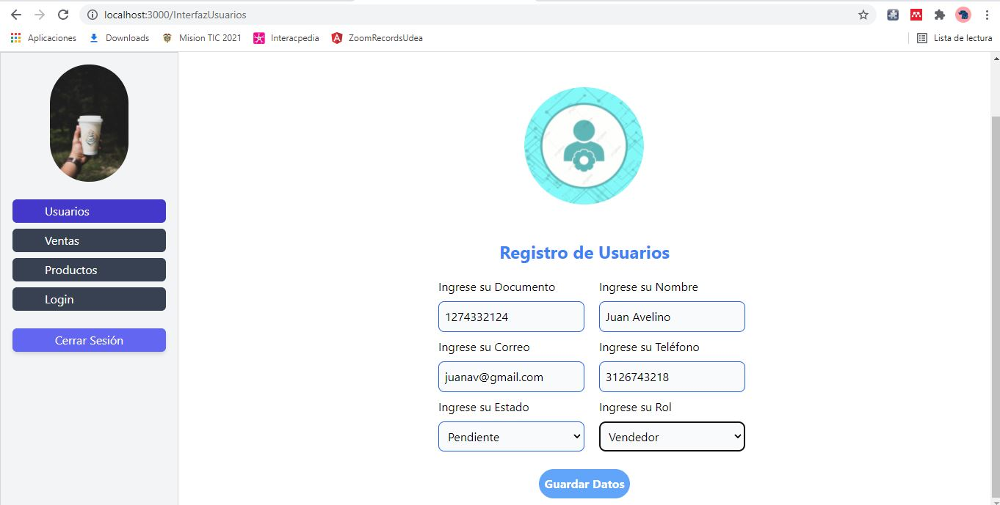 localhost:3000/InterfazUsuarios
Aplicaciones Downloads Mision TIC 2021 Interacpedia ZoomRecordsUdea Lista de lectura
Usuarios
Ventas
Productos
Login
Cerrar Sesión
Registro de Usuarios
Ingrese su Documento Ingrese su Nombre
1274332124 Juan Avelino
Ingrese su Correo Ingrese su Teléfono
juanav@gmail.com 3126743218
Ingrese su Estado Ingrese su Rol
Pendiente Vendedor
Guardar Datos